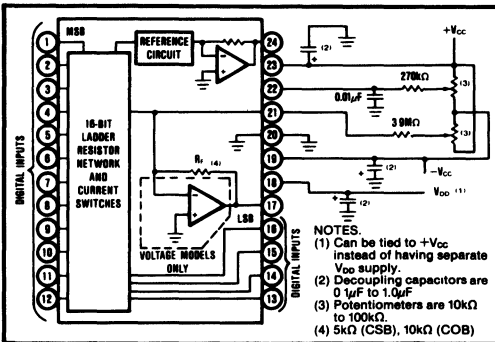 MSB
REFERENCE
CIRCUIT
1
2
3
4
5
6
7
8
9
10
11
12
DIGITAL INPUTS
16-BIT
LADDER
RESISTOR
NETWORK
AND
CURRENT
SWITCHES
RF (4)
VOLTAGE MODELS
ONLY
LSB
24
23
22
21
20
19
18
17
16
15
14
13
DIGITAL INPUTS
(2)
+
+VCC
270kΩ
(3)
0.01μF
3 9MΩ
(3)
(2)
+
-VCC
VDD (1)
+
(2)
NOTES.
(1) Can be tied to +VCC
instead of having separate
VDD supply.
(2) Decoupling capacitors are
0 1μF to 1.0μF
(3) Potentiometers are 10kΩ
to 100kΩ.
(4) 5kΩ (CSB), 10kΩ (COB)